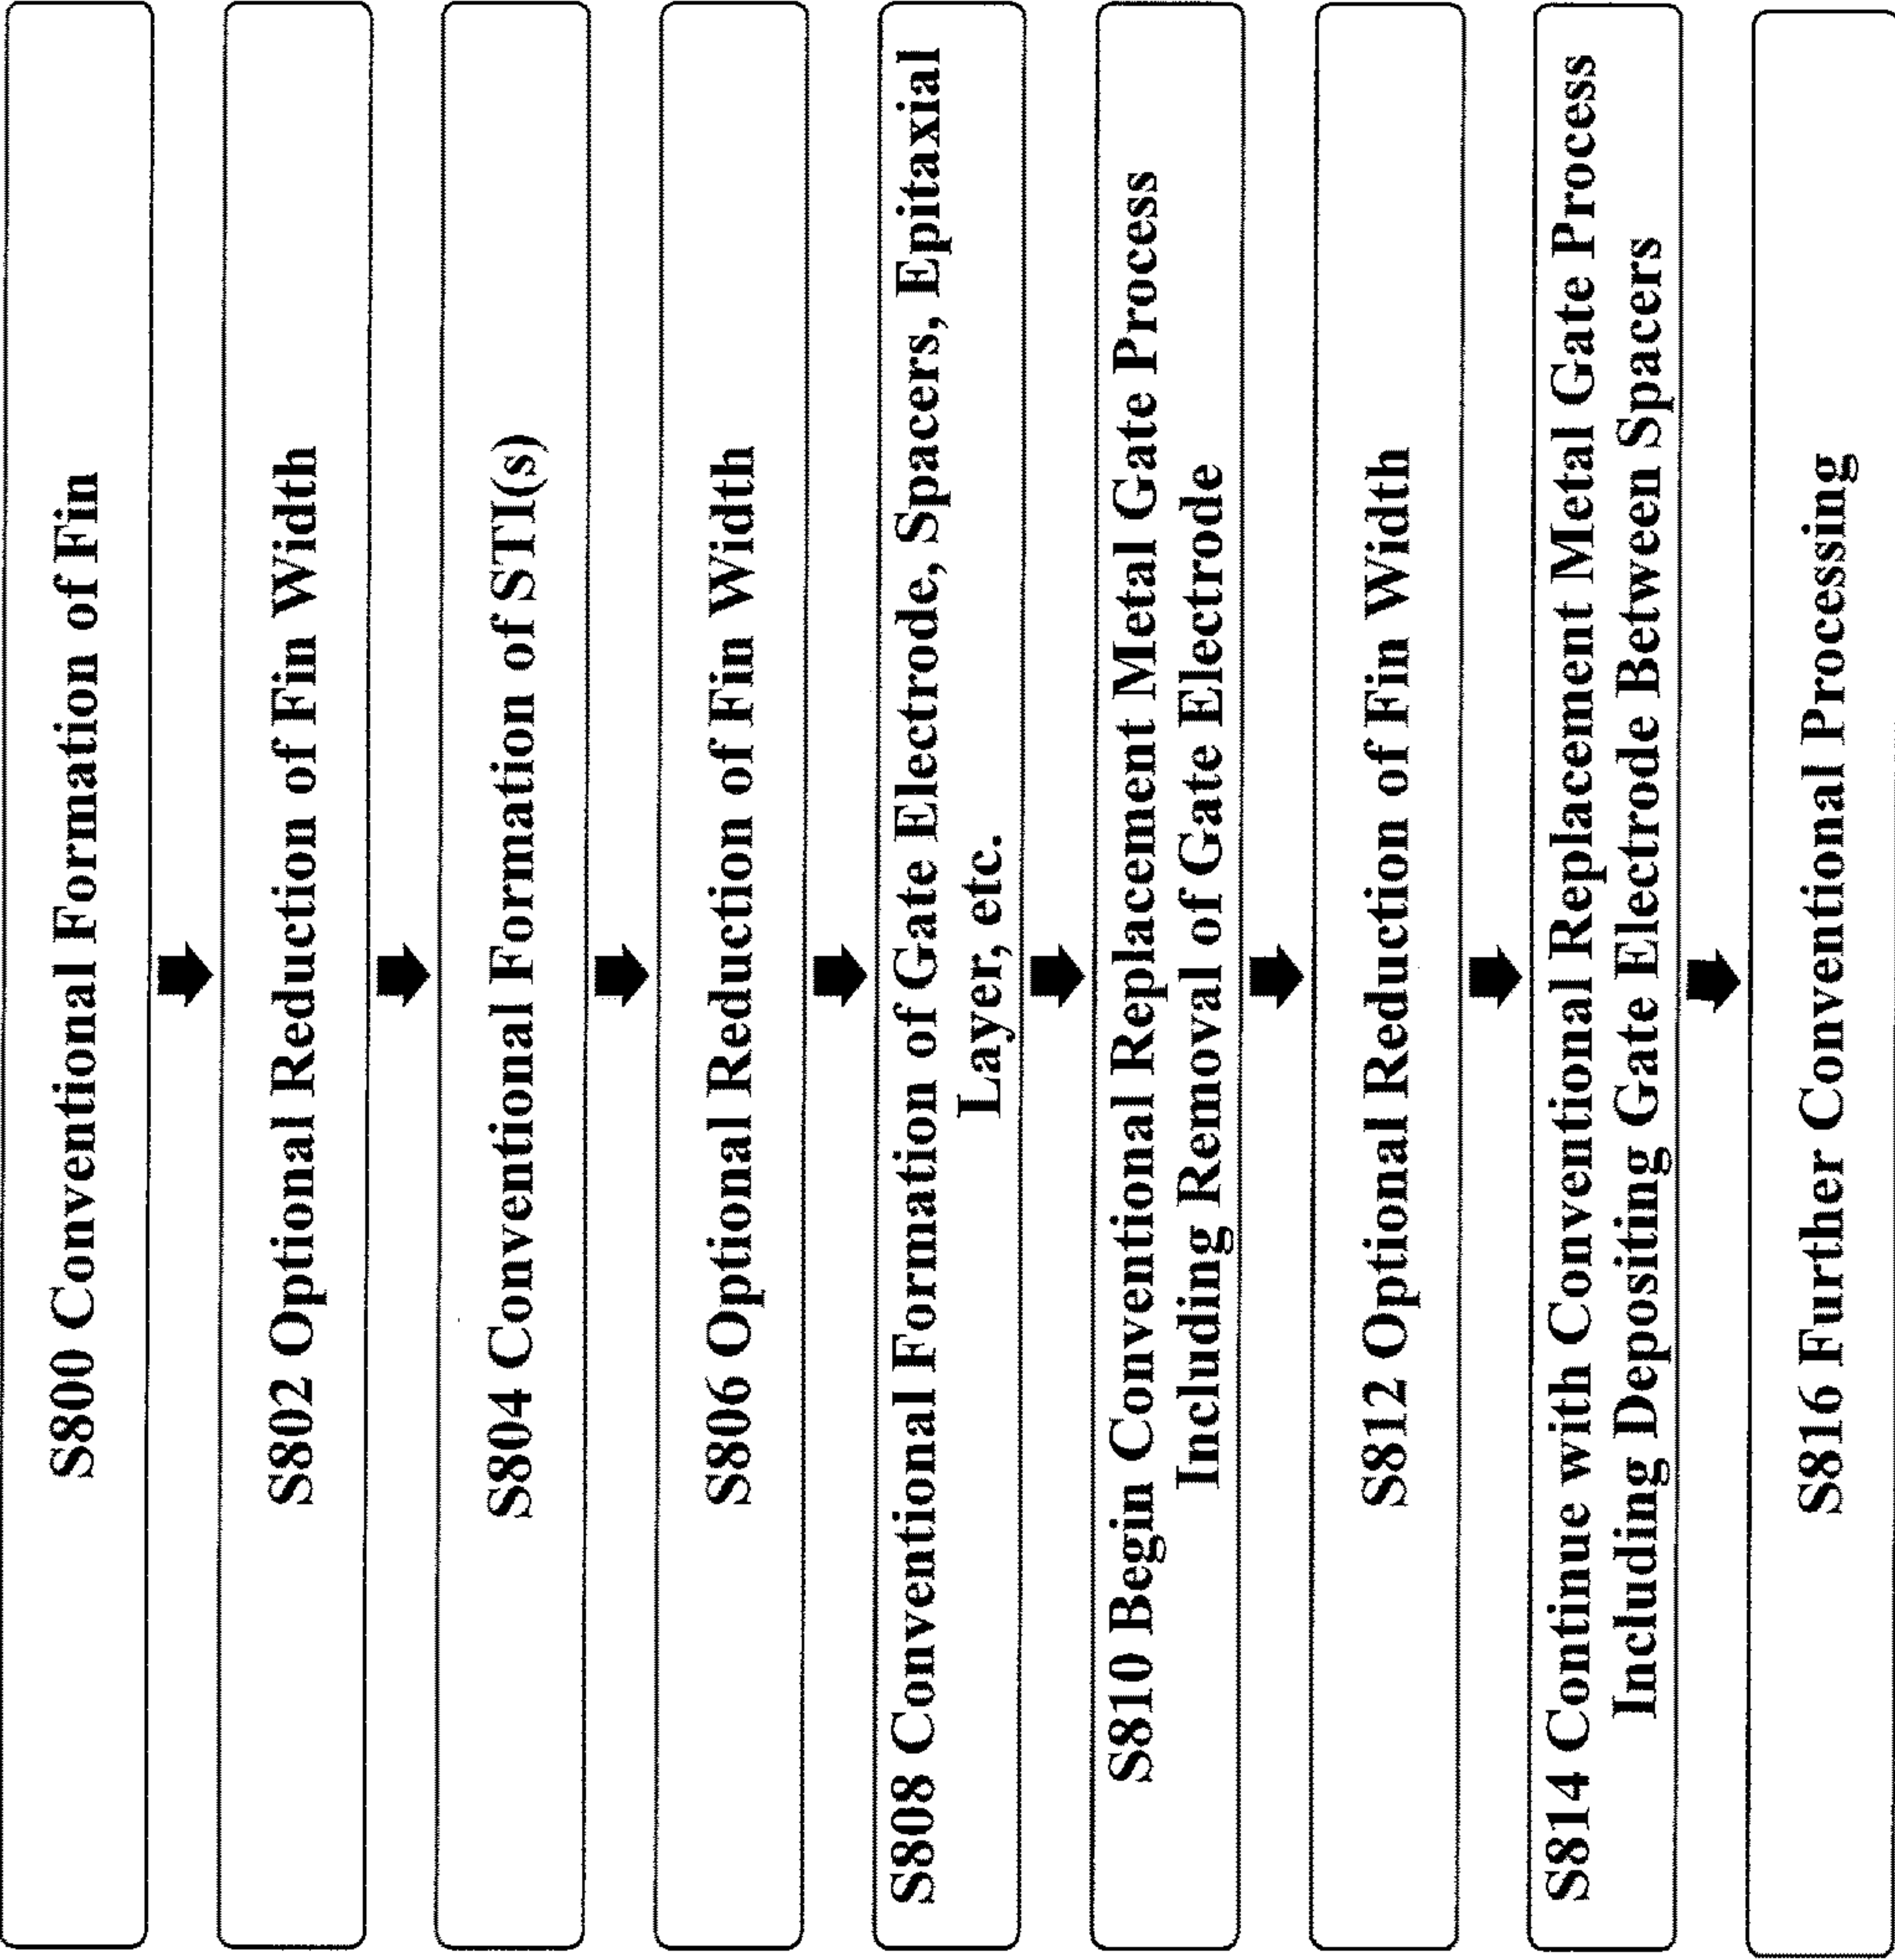 S800 Conventional Formation of Fin
S802 Optional Reduction of Fin Width
S804 Conventional Formation of STI(s)
S806 Optional Reduction of Fin Width
S808 Conventional Formation of Gate Electrode, Spacers, Epitaxial
Layer, etc.
S810 Begin Conventional Replacement Metal Gate Process
Including Removal of Gate Electrode
S812 Optional Reduction of Fin Width
S814 Continue with Conventional Replacement Metal Gate Process
Including Depositing Gate Electrode Between Spacers
S816 Further Conventional Processing